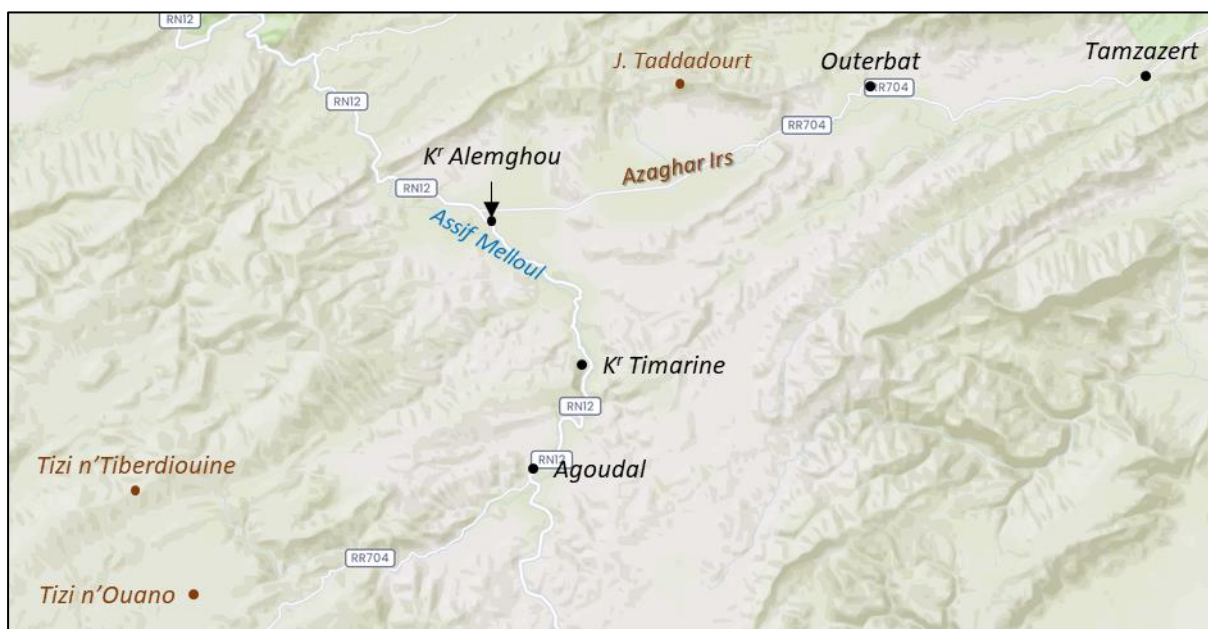 RN12
J. Taddadourt
Outerbat
Tamzazert
RR704
RN12
RR704
Kʳ Alemghou
Azaghar Irs
RN12
Assif Melloul
Kʳ Timarine
RN12
RN12
Agoudal
Tizi n’Tiberdiouine
RR704
Tizi n’Ouano